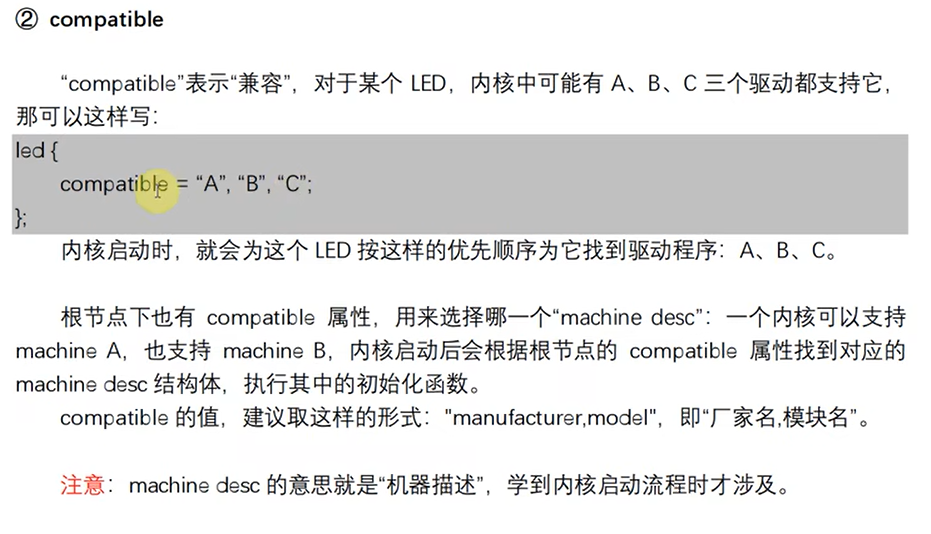 ② compatible
“compatible”表示“兼容”，对于某个 LED，内核中可能有 A、B、C 三个驱动都支持它，
那可以这样写：
led {
compatible = “A”, “B”, “C”;
};
内核启动时，就会为这个 LED 按这样的优先顺序为它找到驱动程序：A、B、C。
根节点下也有 compatible 属性，用来选择哪一个“machine desc”：一个内核可以支持
machine A，也支持 machine B，内核启动后会根据根节点的 compatible 属性找到对应的
machine desc 结构体，执行其中的初始化函数。
compatible 的值，建议取这样的形式："manufacturer,model"，即“厂家名,模块名”。
注意：machine desc 的意思就是“机器描述”，学到内核启动流程时才涉及。